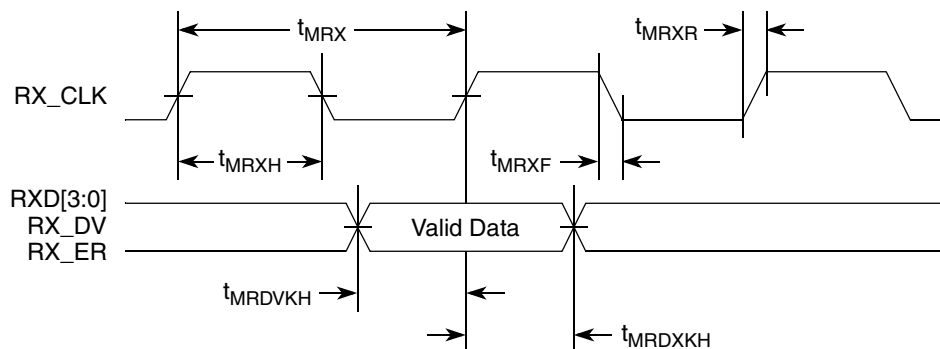 tMRX
tMRXR
RX_CLK
tMRXH
tMRXF
RXD[3:0]
RX_DV
RX_ER
Valid Data
tMRDVKH
tMRDXKH